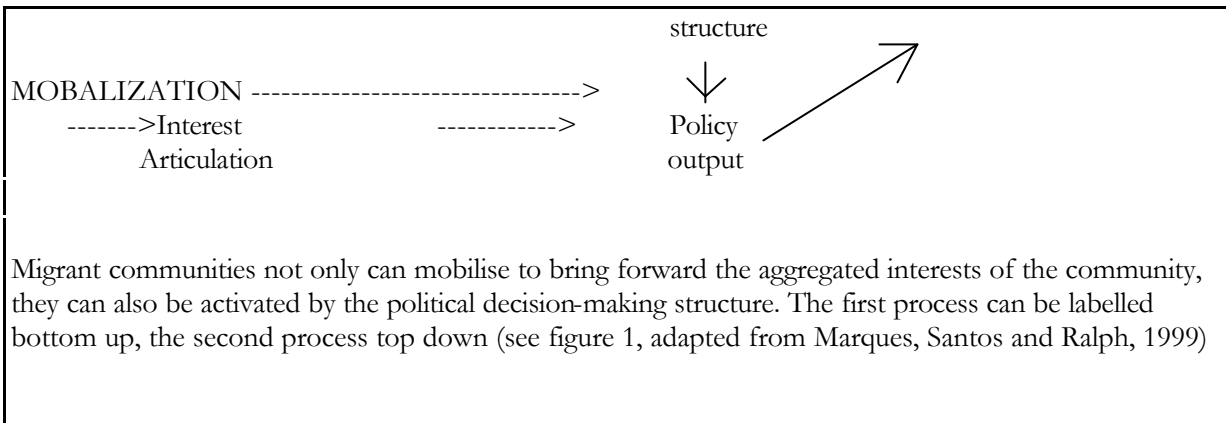 structure
MOBALIZATION --------------------------------->
------->Interest ------------> Policy
Articulation output
Migrant communities not only can mobilise to bring forward the aggregated interests of the community,
they can also be activated by the political decision-making structure. The first process can be labelled
bottom up, the second process top down (see figure 1, adapted from Marques, Santos and Ralph, 1999)